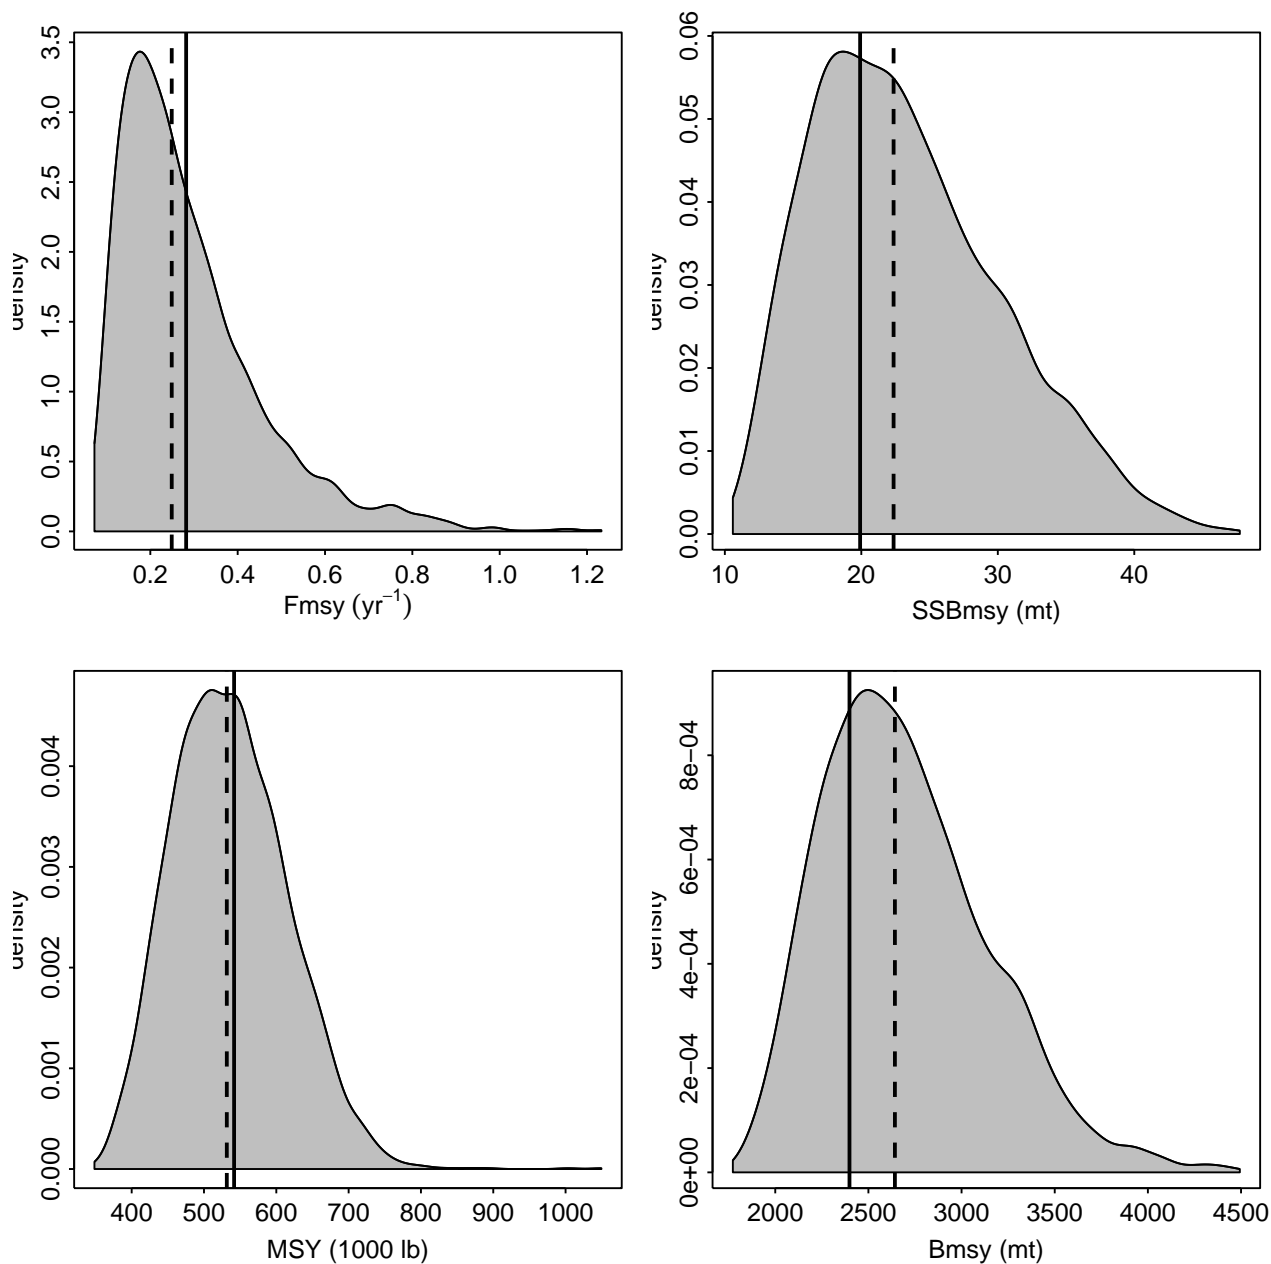 3.5
3.0
2.5
2.0
1.5
1.0
0.5
0.0
density
0.2 0.4 0.6 0.8 1.0 1.2
Fmsy (yr⁻¹)
0.06
0.05
0.04
0.03
0.02
0.01
0.00
density
10 20 30 40
SSBmsy (mt)
0.004
0.003
0.002
0.001
0.000
density
400 500 600 700 800 900 1000
MSY (1000 lb)
8e−04
6e−04
4e−04
2e−04
0e+00
density
2000 2500 3000 3500 4000 4500
Bmsy (mt)